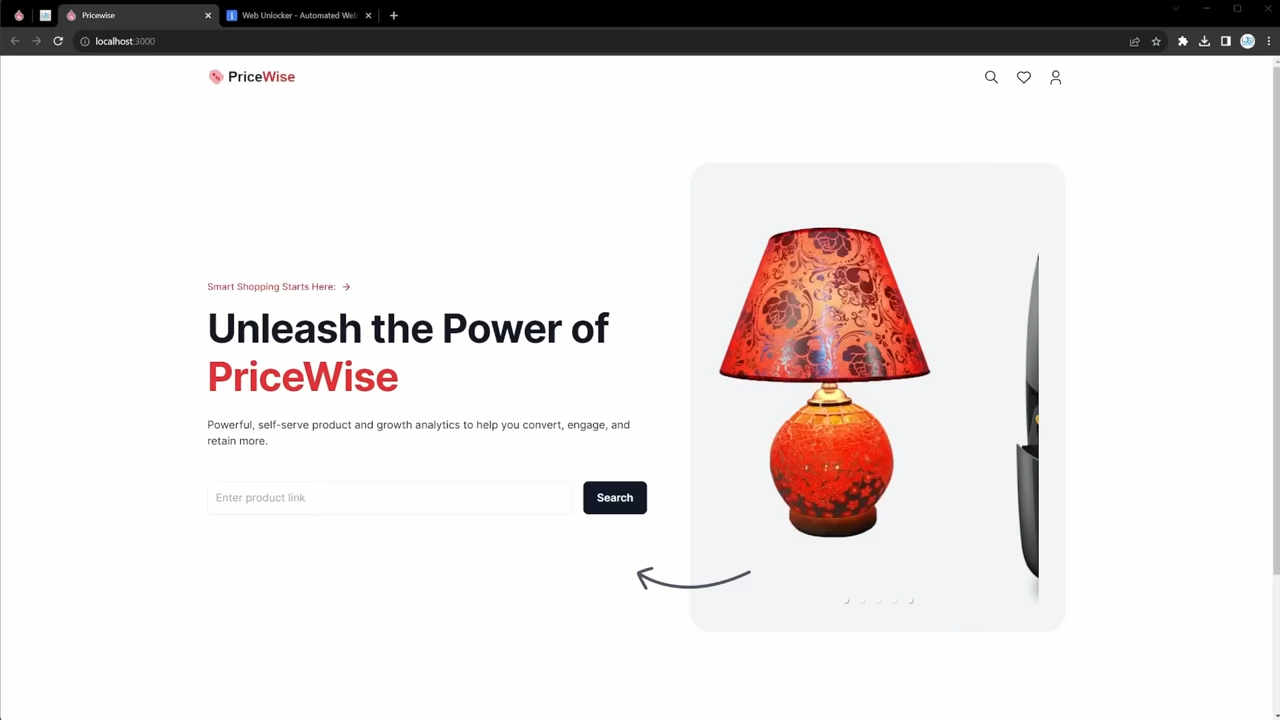 Pricewise
Web Unlocker - Automated Web
localhost:3000
PriceWise
Smart Shopping Starts Here:
Unleash the Power of
PriceWise
Powerful, self-serve product and growth analytics to help you convert, engage, and
retain more.
Enter product link
Search